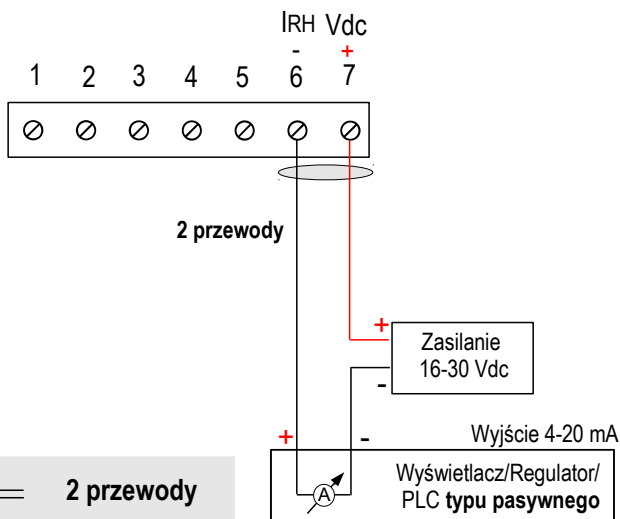 IRH Vdc
- +
1 2 3 4 5 6 7
2 przewody
+
Zasilanie
16-30 Vdc
-
+ - Wyjście 4-20 mA
Wyświetlacz/Regulator/
PLC typu pasywnego
A
2 przewody